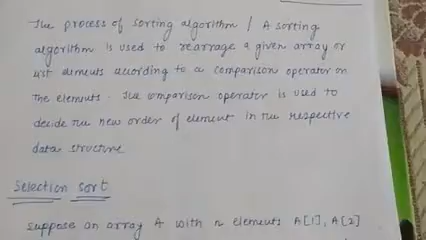 The process of sorting algorithm / A sorting
algorithm is used to rearrage a given array or
list elements according to a comparison operator on
the elements. The comparison operator is used to
decide the new order of element in the respective
data structure
Selection sort
Suppose an array A with n elements A[1], A[2]